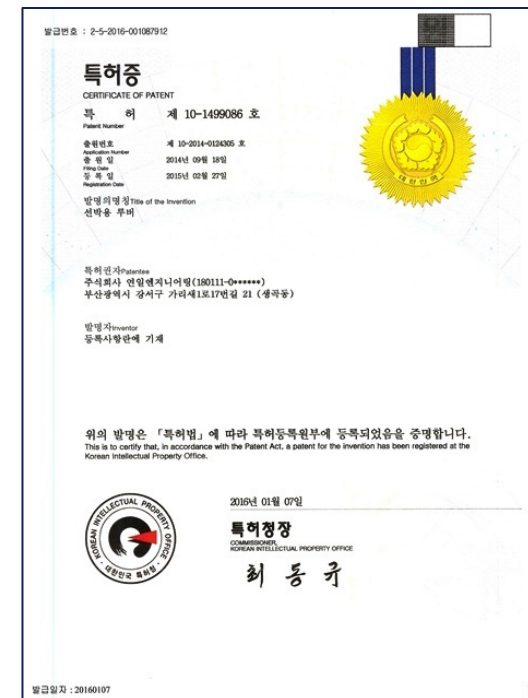 발급번호 : 2-5-2016-001087912
특허증
CERTIFICATE OF PATENT
특 허 제 10-1499086 호
Patent Number
출원번호 제 10-2014-0124305 호
Application Number
출 원 일 2014년 09월 18일
Filing Date
등 록 일 2015년 02월 27일
Registration Date
발명의명칭 Title of the Invention
선박용 루버
특허권자 Patentee
주식회사 연일엔지니어링(180111-0******)
부산광역시 강서구 가리새1로17번길 21 (생곡동)
발명자 Inventor
등록사항란에 기재
위의 발명은 「특허법」에 따라 특허등록원부에 등록되었음을 증명합니다.
This is to certify that, in accordance with the Patent Act, a patent for the invention has been registered at the
Korean Intellectual Property Office.
2016년 01월 07일
특허청장
COMMISSIONER,
KOREAN INTELLECTUAL PROPERTY OFFICE
최동규
KOREAN INTELLECTUAL PROPERTY OFFICE
대한민국 특허청
대한민국
발급일자 : 20160107